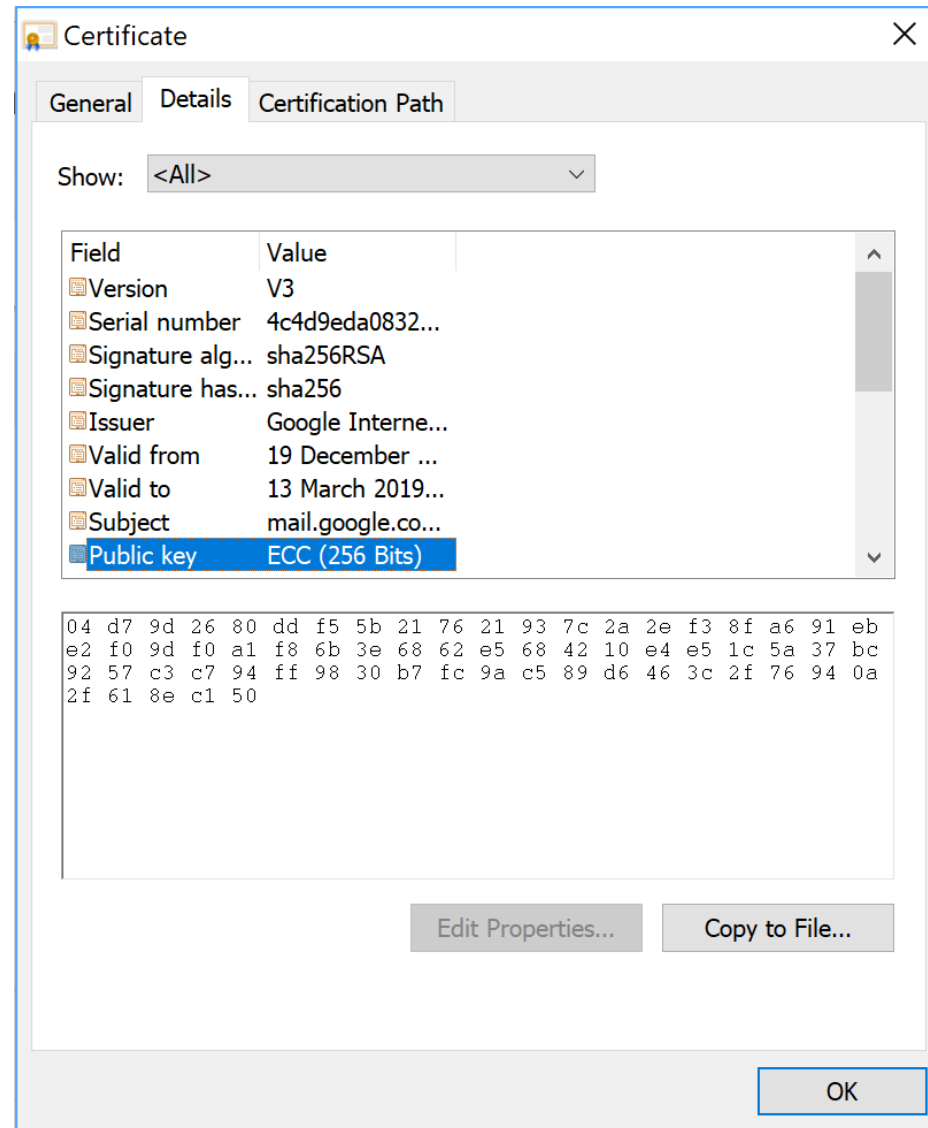 Certificate
General Details Certification Path
Show: <All>
Field Value
Version V3
Serial number 4c4d9eda0832...
Signature alg... sha256RSA
Signature has... sha256
Issuer Google Interne...
Valid from 19 December ...
Valid to 13 March 2019...
Subject mail.google.co...
Public key ECC (256 Bits)
04 d7 9d 26 80 dd f5 5b 21 76 21 93 7c 2a 2e f3 8f a6 91 eb
e2 f0 9d f0 a1 f8 6b 3e 68 62 e5 68 42 10 e4 e5 1c 5a 37 bc
92 57 c3 c7 94 ff 98 30 b7 fc 9a c5 89 d6 46 3c 2f 76 94 0a
2f 61 8e c1 50
Edit Properties... Copy to File...
OK